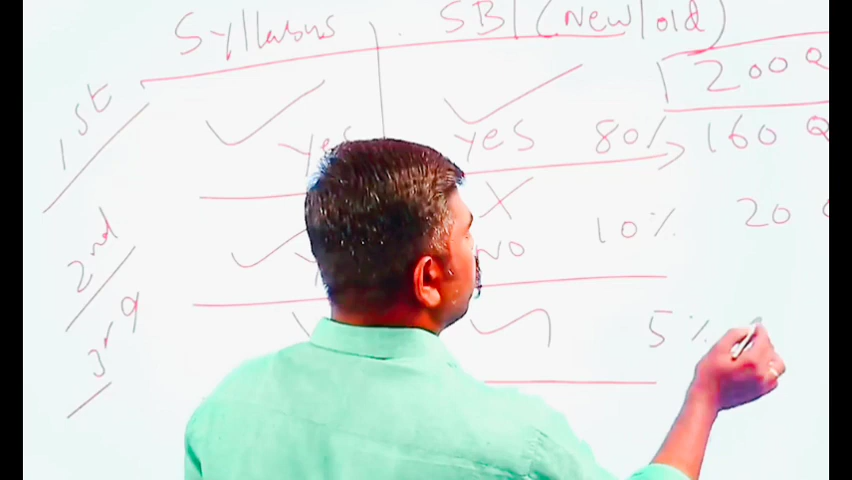 Syllabus SBI (new/old)
200 Q
1st yes yes 80% → 160 Q
2nd NO 10% 20
3rd 5%